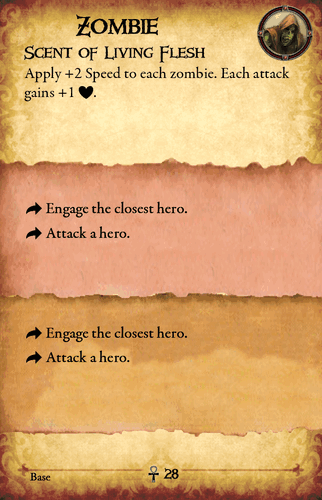 Zombie
Scent of Living Flesh
Apply +2 Speed to each zombie. Each attack
gains +1 ♥.
Engage the closest hero.
Attack a hero.
Engage the closest hero.
Attack a hero.
Base
28